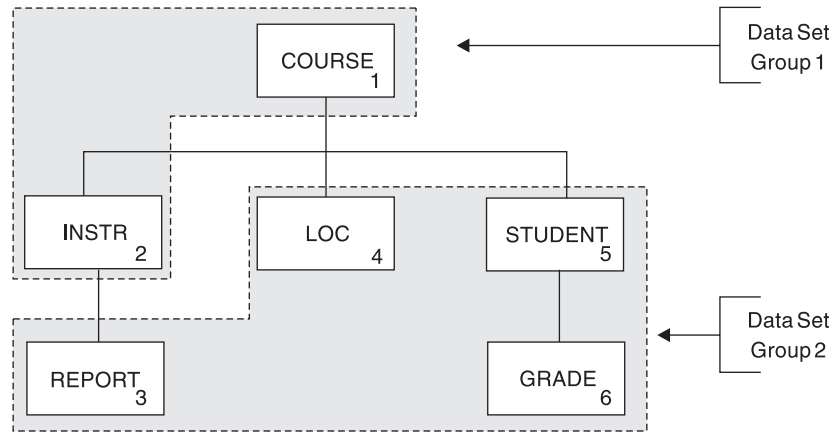 Data Set
Group 1
COURSE
1
INSTR
2
LOC
4
STUDENT
5
Data Set
Group 2
REPORT
3
GRADE
6